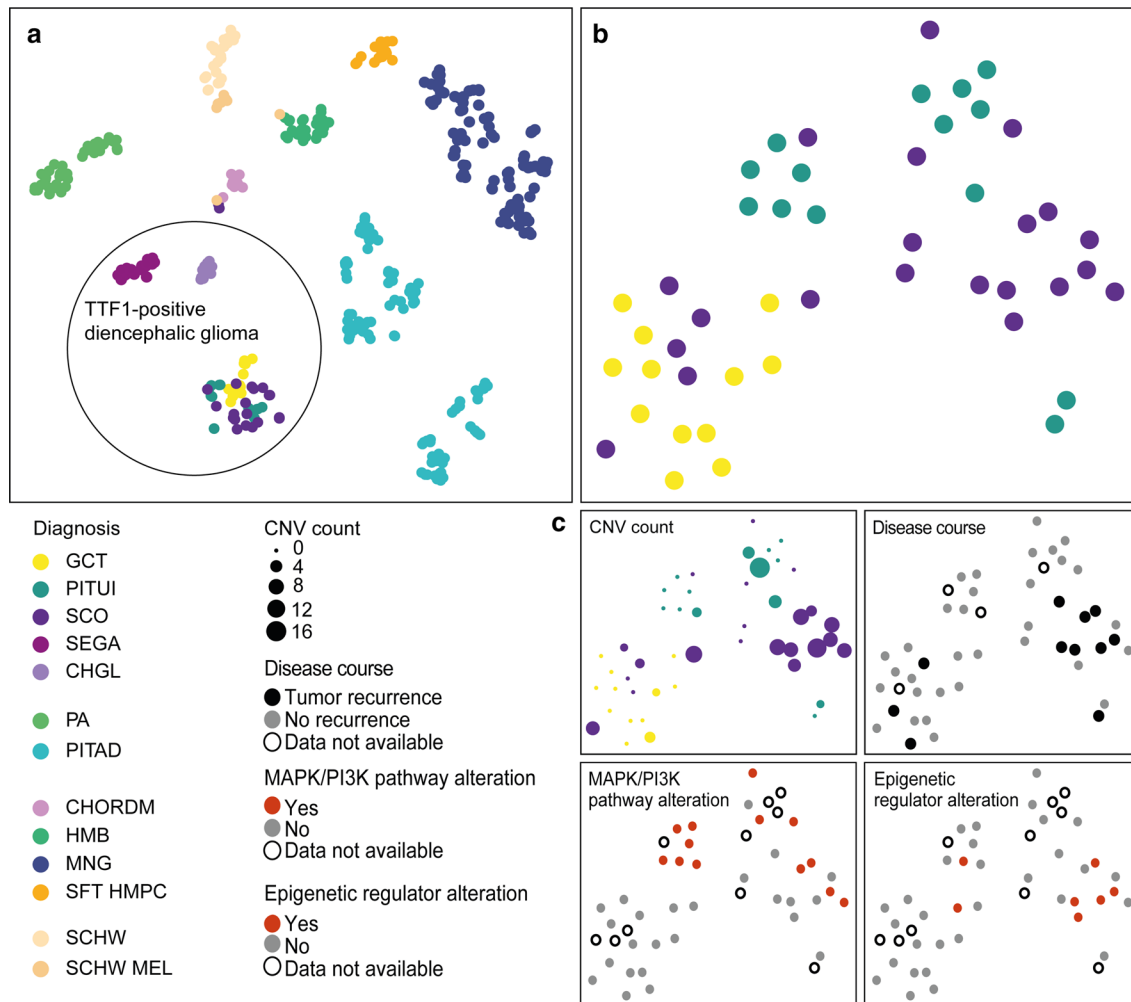 a
TTF1-positive
diencephalic glioma
b
Diagnosis
GCT
PITUI
SCO
SEGA
CHGL
PA
PITAD
CHORDM
HMB
MNG
SFT HMPC
SCHW
SCHW MEL
CNV count
0
4
8
12
16
Disease course
Tumor recurrence
No recurrence
Data not available
MAPK/PI3K pathway alteration
Yes
No
Data not available
Epigenetic regulator alteration
Yes
No
Data not available
c
CNV count
Disease course
MAPK/PI3K
pathway alteration
Epigenetic
regulator alteration